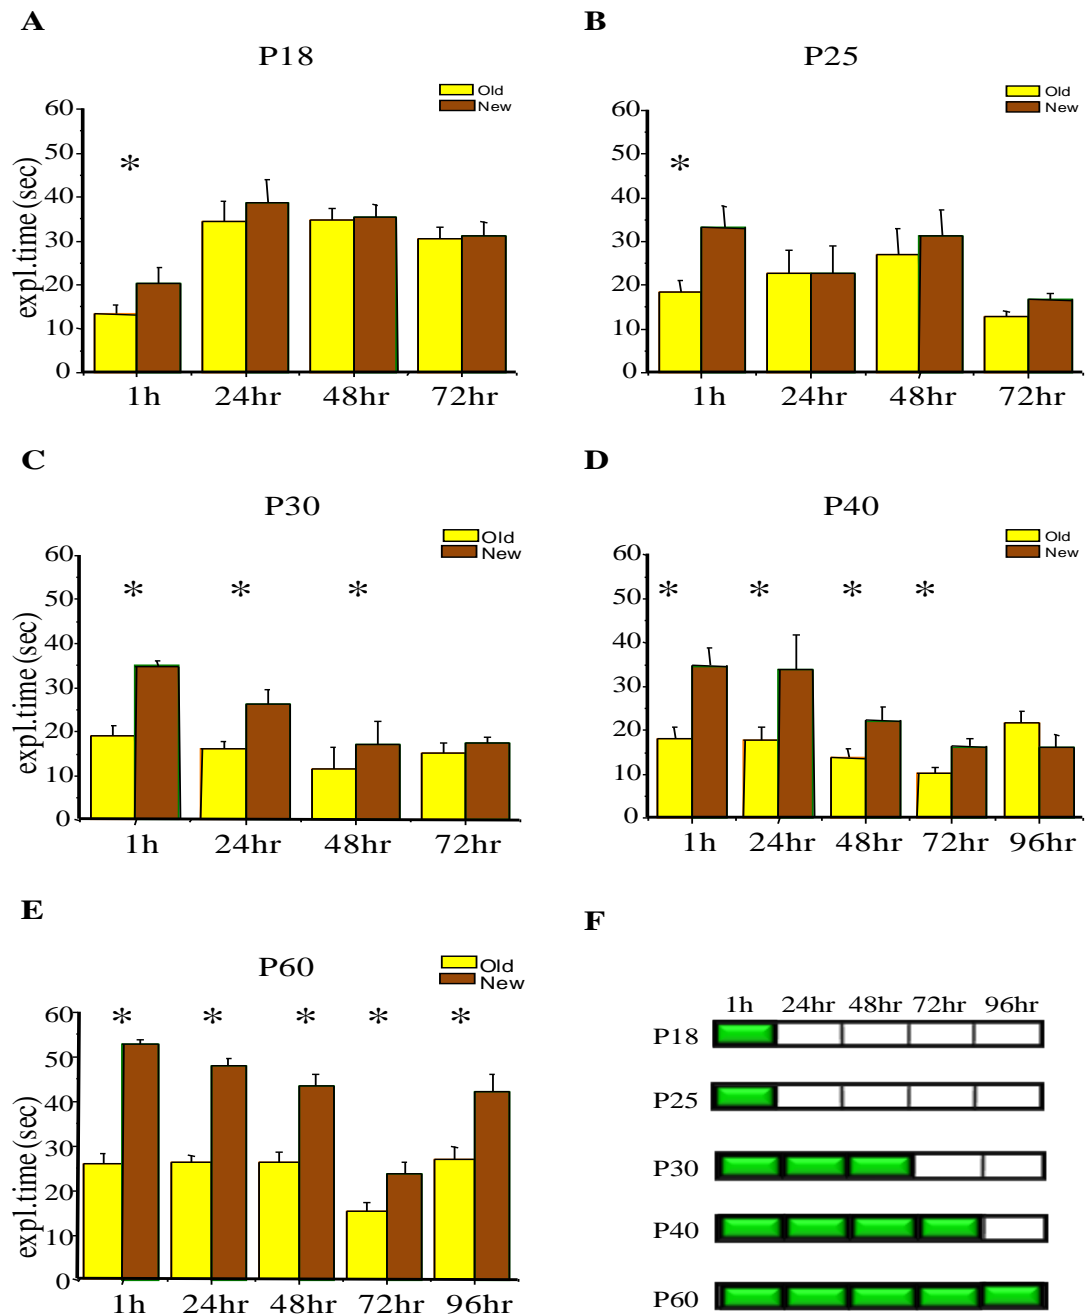 A
P18
Old
New
expl.time (sec)
60
50
40
30
20
10
0
*
1h 24hr 48hr 72hr
B
P25
Old
New
60
50
40
30
20
10
0
*
1h 24hr 48hr 72hr
C
P30
Old
New
expl.time (sec)
60
50
40
30
20
10
0
* * *
1h 24hr 48hr 72hr
D
P40
Old
New
60
50
40
30
20
10
0
* * * *
1h 24hr 48hr 72hr 96hr
E
P60
Old
New
expl.time (sec)
60
50
40
30
20
10
0
* * * * *
1h 24hr 48hr 72hr 96hr
F
1h 24hr 48hr 72hr 96hr
P18
P25
P30
P40
P60